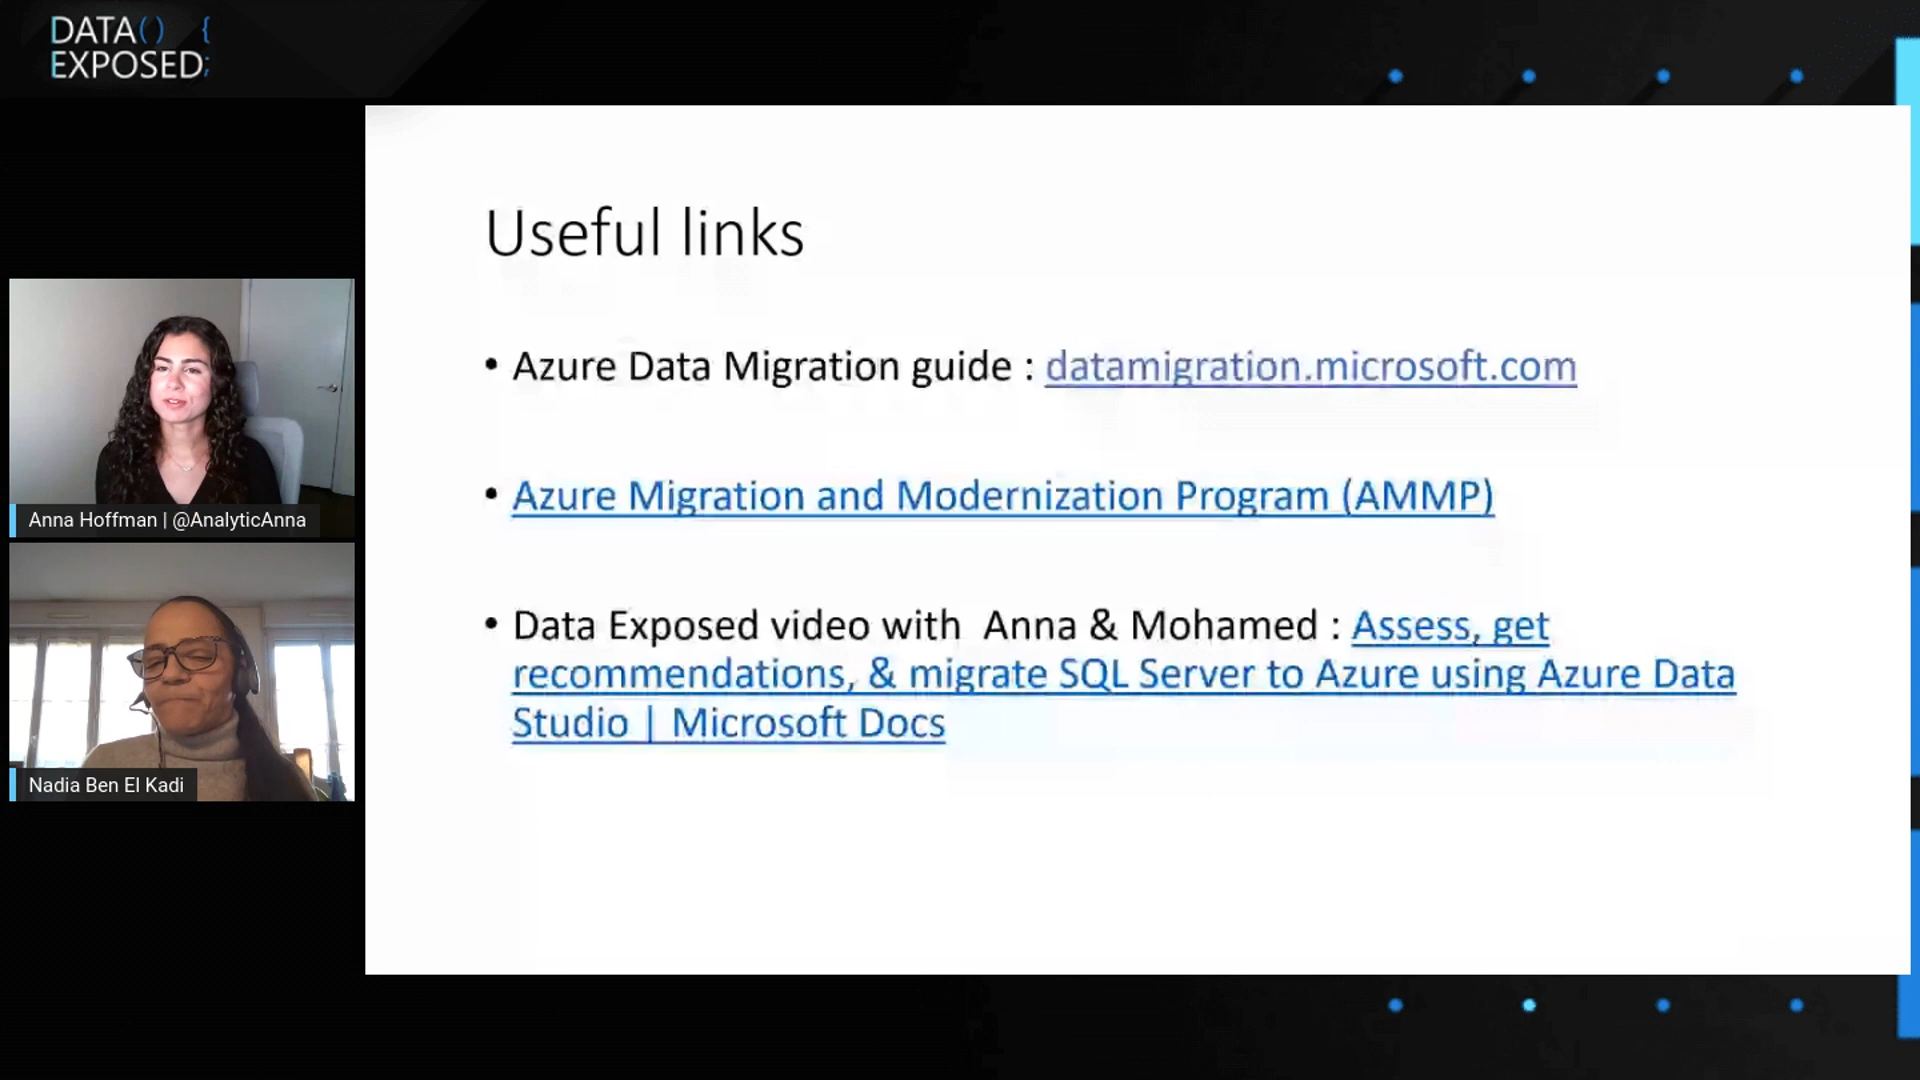 DATA() {
EXPOSED;
Useful links
• Azure Data Migration guide : datamigration.microsoft.com
• Azure Migration and Modernization Program (AMMP)
• Data Exposed video with  Anna & Mohamed : Assess, get
recommendations, & migrate SQL Server to Azure using Azure Data
Studio | Microsoft Docs
Anna Hoffman | @AnalyticAnna
Nadia Ben El Kadi